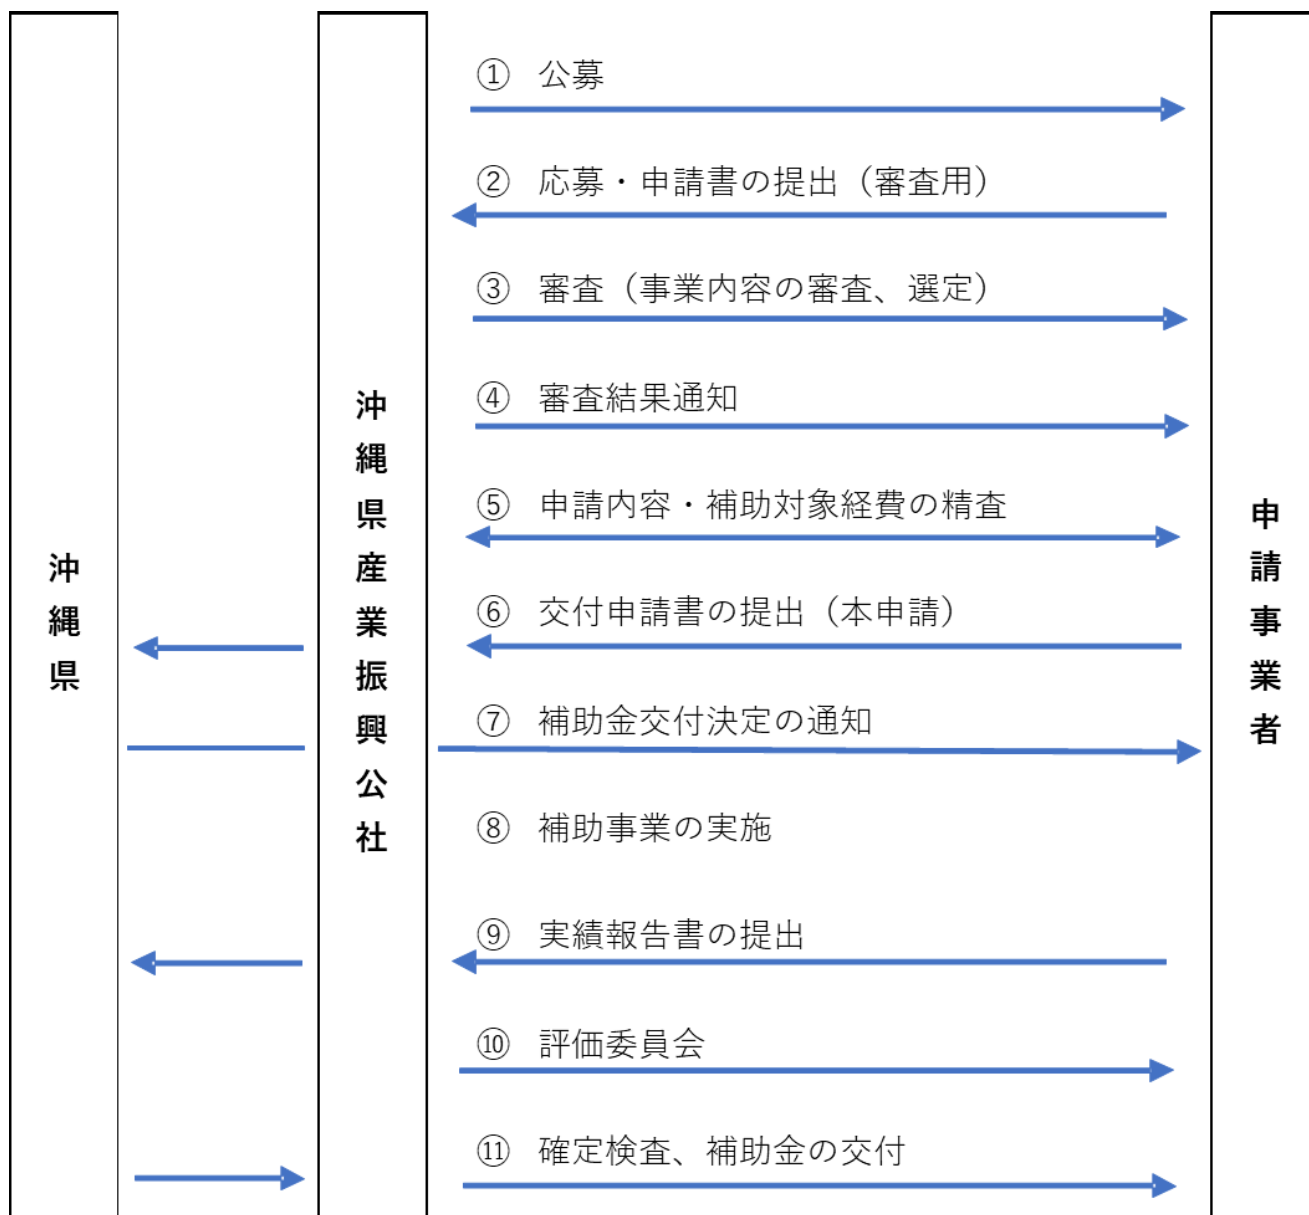 沖縄県
沖縄県産業振興公社
① 公募
② 応募・申請書の提出（審査用）
③ 審査（事業内容の審査、選定）
④ 審査結果通知
⑤ 申請内容・補助対象経費の精査
⑥ 交付申請書の提出（本申請）
⑦ 補助金交付決定の通知
⑧ 補助事業の実施
⑨ 実績報告書の提出
⑩ 評価委員会
⑪ 確定検査、補助金の交付
申請事業者